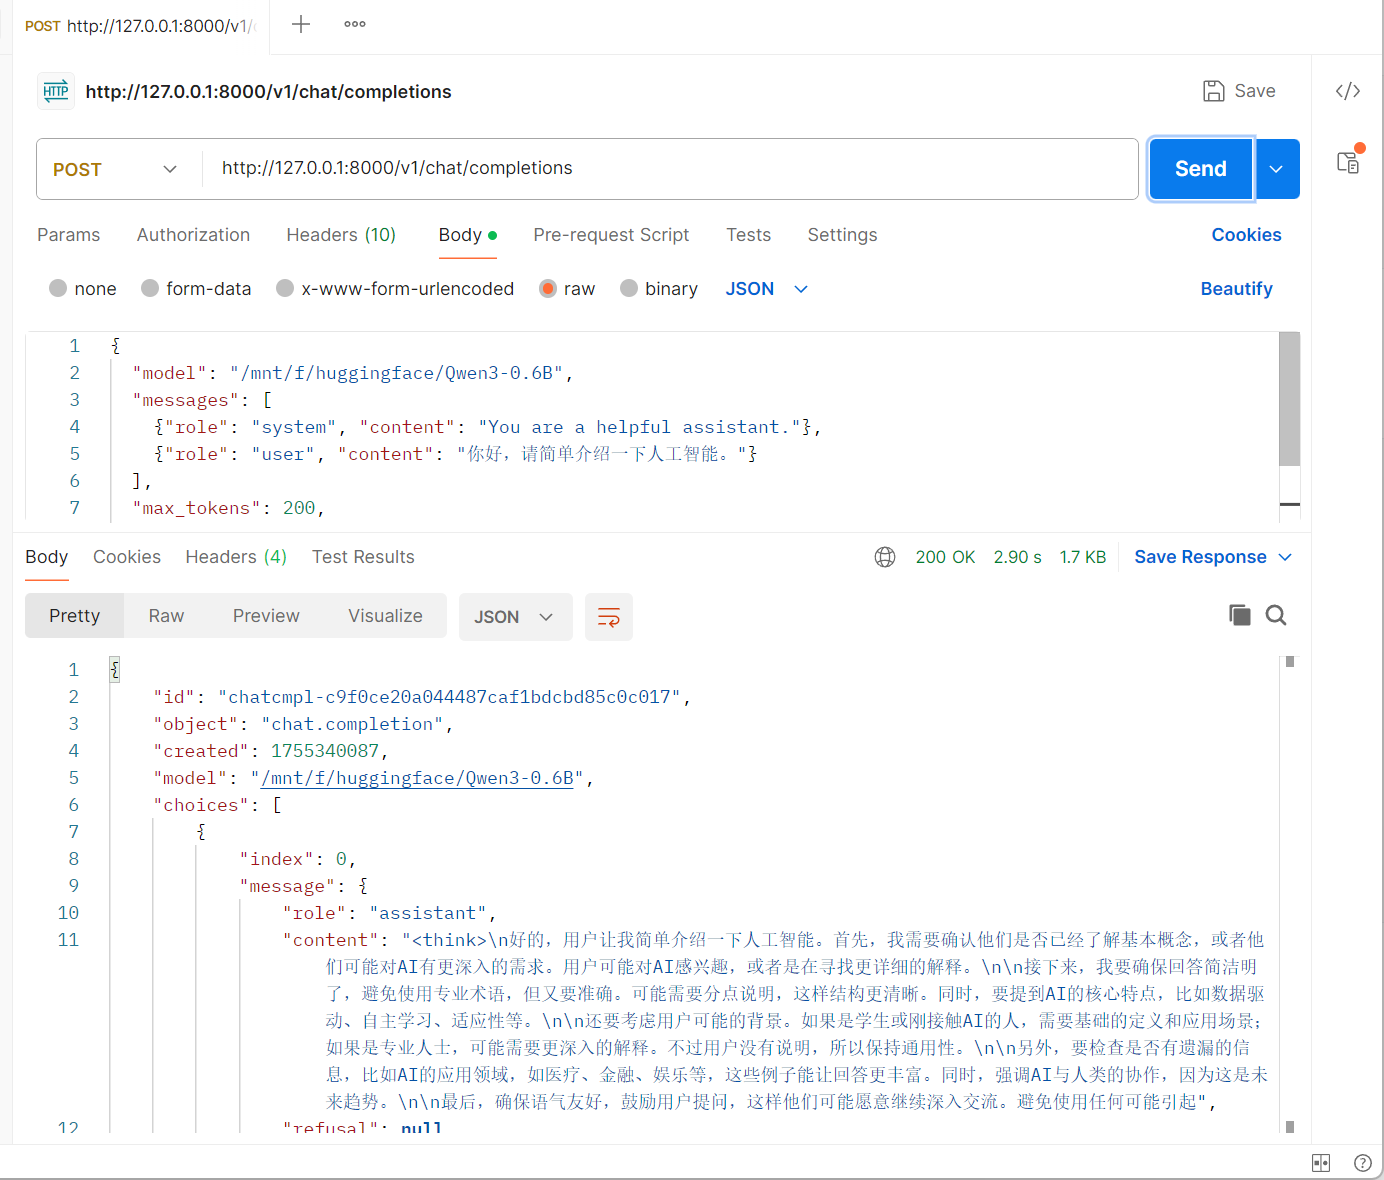 POST http://127.0.0.1:8000/v1/
http://127.0.0.1:8000/v1/chat/completions
Save
POST
http://127.0.0.1:8000/v1/chat/completions
Send
Params Authorization Headers (10) Body Pre-request Script Tests Settings Cookies
none form-data x-www-form-urlencoded raw binary JSON Beautify
1 {
2 "model": "/mnt/f/huggingface/Qwen3-0.6B",
3 "messages": [
4 {"role": "system", "content": "You are a helpful assistant."},
5 {"role": "user", "content": "你好，请简单介绍一下人工智能。"}
6 ],
7 "max_tokens": 200,
Body Cookies Headers (4) Test Results 200 OK 2.90 s 1.7 KB Save Response
Pretty Raw Preview Visualize JSON
1 {
2 "id": "chatcmpl-c9f0ce20a044487caf1bdcbd85c0c017",
3 "object": "chat.completion",
4 "created": 1755340087,
5 "model": "/mnt/f/huggingface/Qwen3-0.6B",
6 "choices": [
7 {
8 "index": 0,
9 "message": {
10 "role": "assistant",
11 "content": "<think>\n好的，用户让我简单介绍一下人工智能。首先，我需要确认他们是否已经了解基本概念，或者他
们可能对AI有更深入的需求。用户可能对AI感兴趣，或者是在寻找更详细的解释。\n\n接下来，我要确保回答简洁明
了，避免使用专业术语，但又要准确。可能需要分点说明，这样结构更清晰。同时，要提到AI的核心特点，比如数据驱
动、自主学习、适应性等。\n\n还要考虑用户可能的背景。如果是学生或刚接触AI的人，需要基础的定义和应用场景；
如果是专业人士，可能需要更深入的解释。不过用户没有说明，所以保持通用性。\n\n另外，要检查是否有遗漏的信
息，比如AI的应用领域，如医疗、金融、娱乐等，这些例子能让回答更丰富。同时，强调AI与人类的协作，因为这是未
来趋势。\n\n最后，确保语气友好，鼓励用户提问，这样他们可能愿意继续深入交流。避免使用任何可能引起",
12 "refusal": null